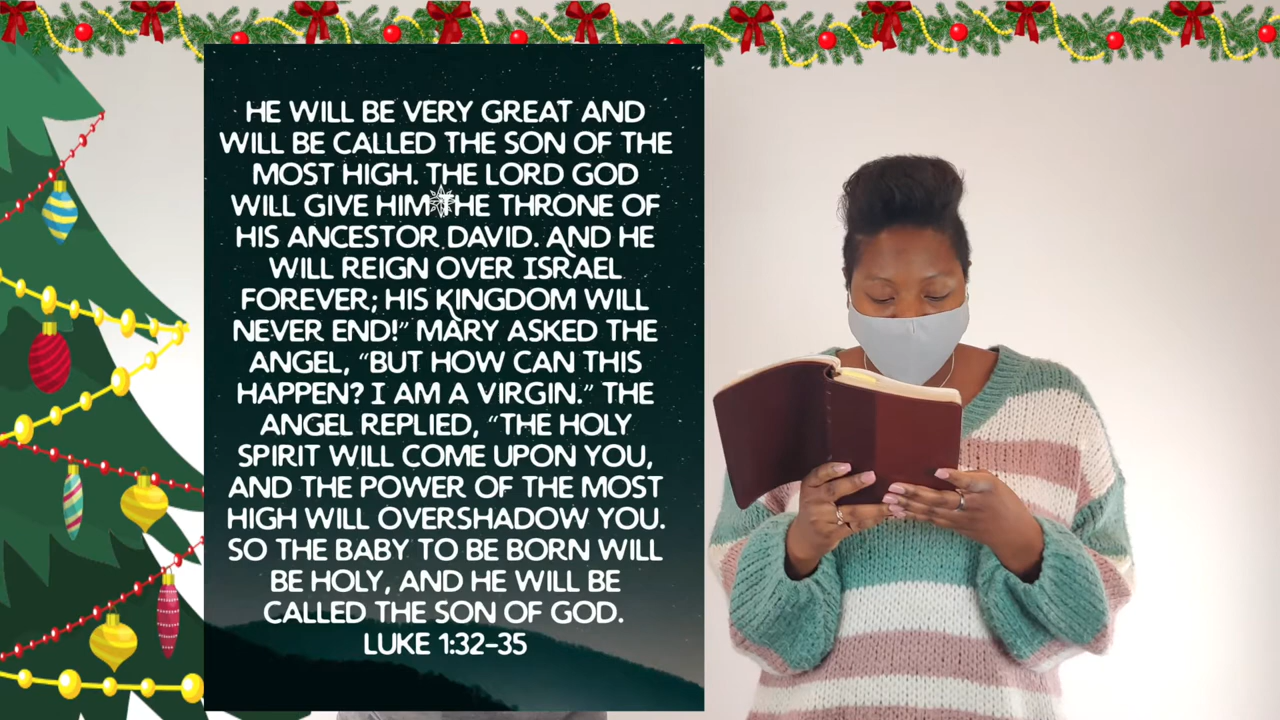 HE WILL BE VERY GREAT AND
WILL BE CALLED THE SON OF THE
MOST HIGH. THE LORD GOD
WILL GIVE HIM THE THRONE OF
HIS ANCESTOR DAVID. AND HE
WILL REIGN OVER ISRAEL
FOREVER; HIS KINGDOM WILL
NEVER END!” MARY ASKED THE
ANGEL, “BUT HOW CAN THIS
HAPPEN? I AM A VIRGIN.” THE
ANGEL REPLIED, “THE HOLY
SPIRIT WILL COME UPON YOU,
AND THE POWER OF THE MOST
HIGH WILL OVERSHADOW YOU.
SO THE BABY TO BE BORN WILL
BE HOLY, AND HE WILL BE
CALLED THE SON OF GOD.
LUKE 1:32–35